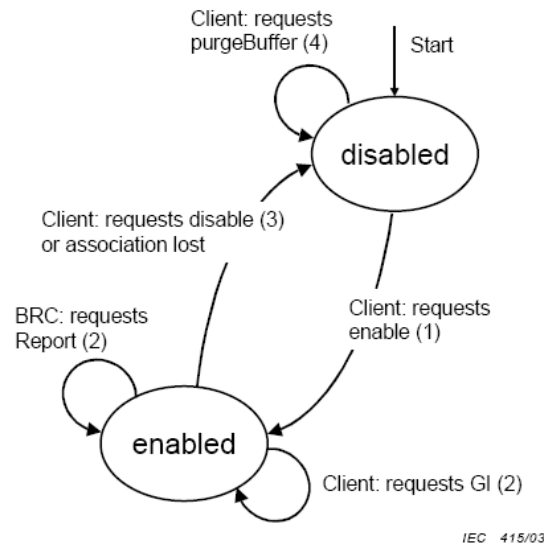 Client: requests
purgeBuffer (4)
Start
disabled
Client: requests disable (3)
or association lost
Client: requests
enable (1)
BRC: requests
Report (2)
enabled
Client: requests GI (2)
IEC 415/03